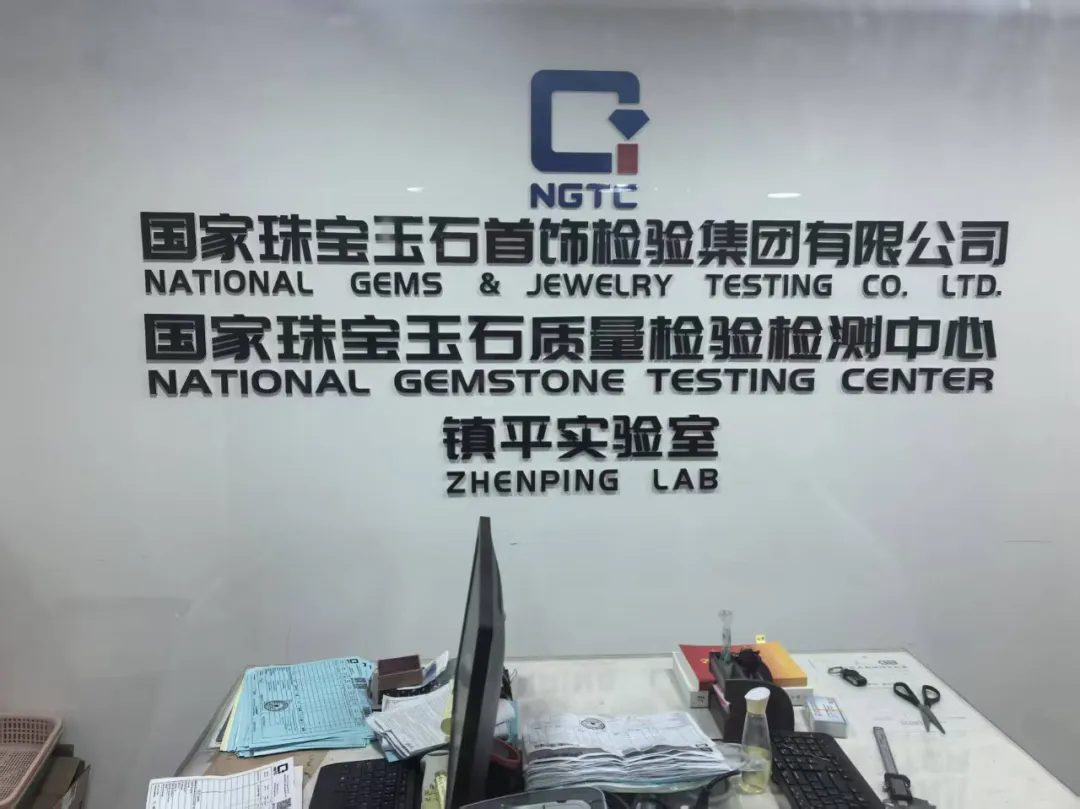 NGTC
国家珠宝玉石首饰检验集团有限公司
NATIONAL GEMS & JEWELRY TESTING CO. LTD.
国家珠宝玉石质量检验检测中心
NATIONAL GEMSTONE TESTING CENTER
镇平实验室
ZHENPING LAB